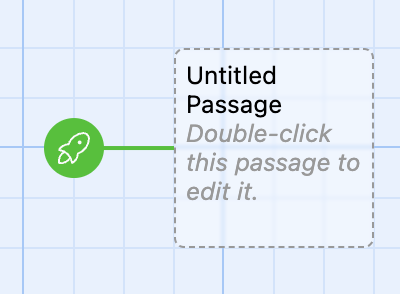 Untitled
Passage
Double-click
this passage to
edit it.